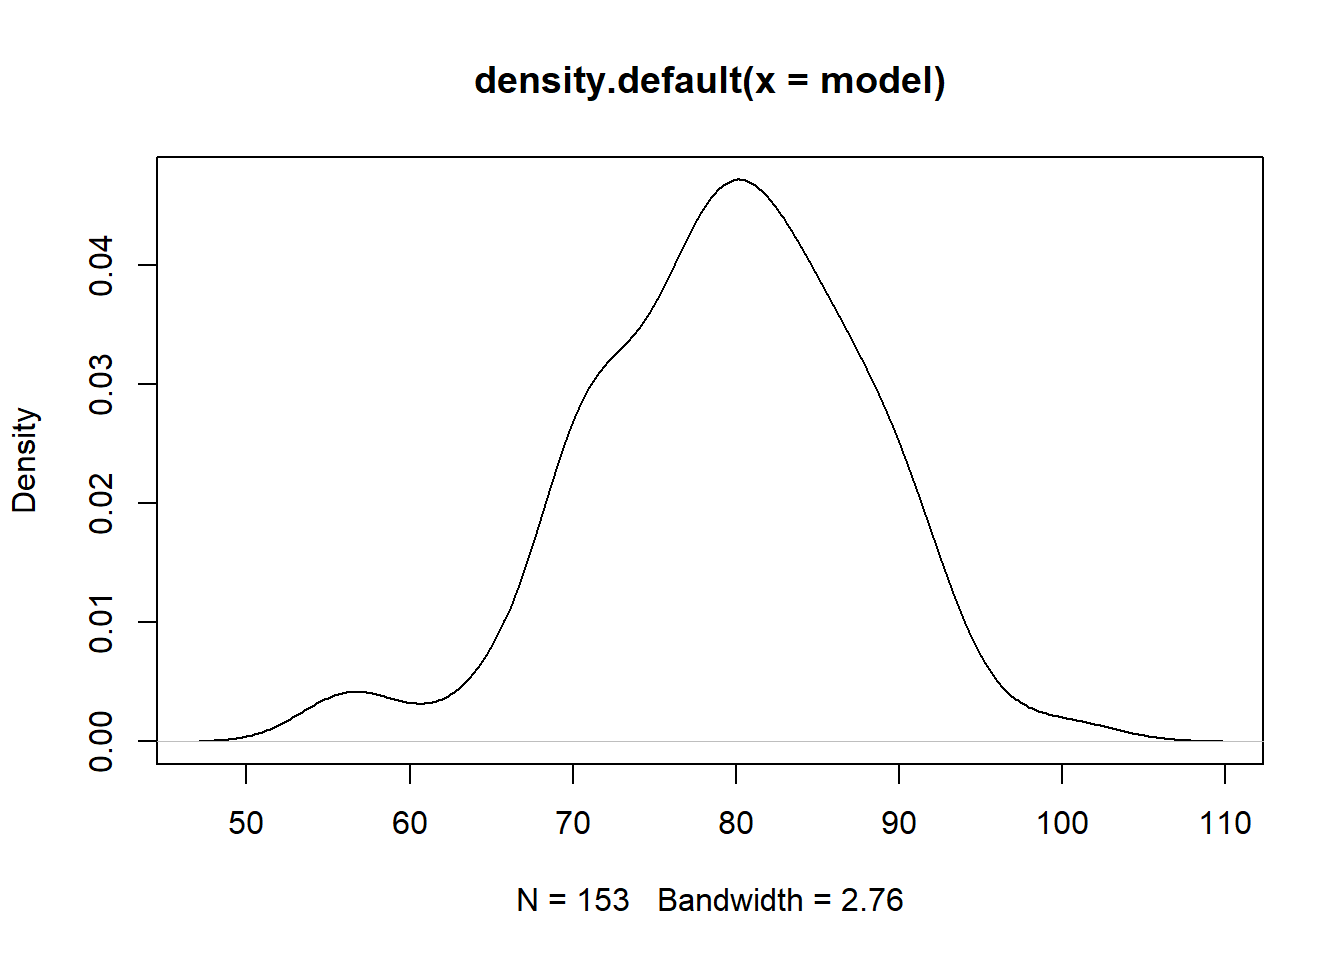 density.default(x = model)
Density
0.04
0.03
0.02
0.01
0.00
50 60 70 80 90 100 110
N = 153 Bandwidth = 2.76